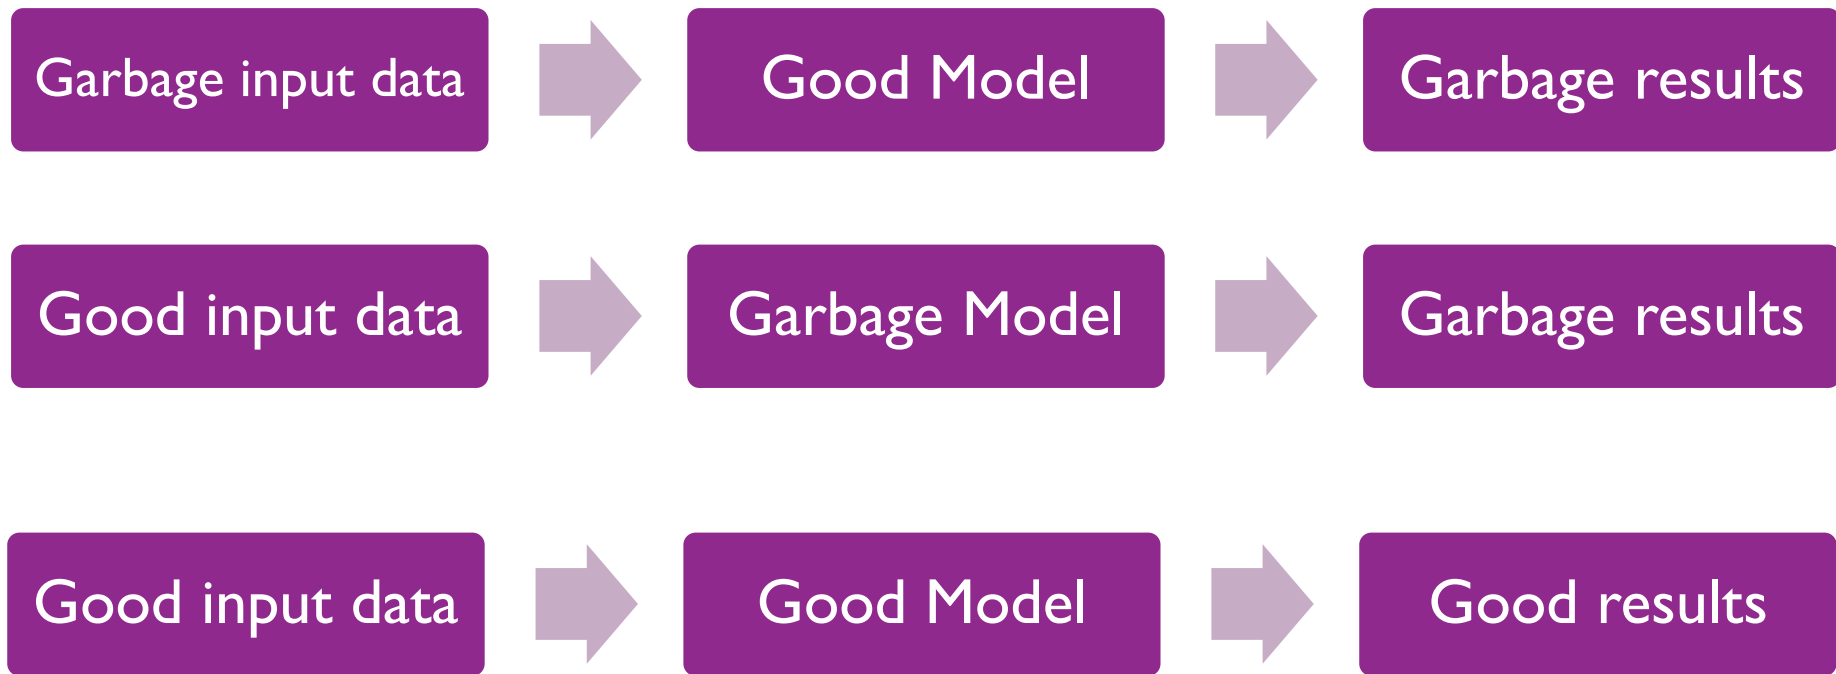 Garbage input data
Good Model
Garbage results
Good input data
Garbage Model
Garbage results
Good input data
Good Model
Good results